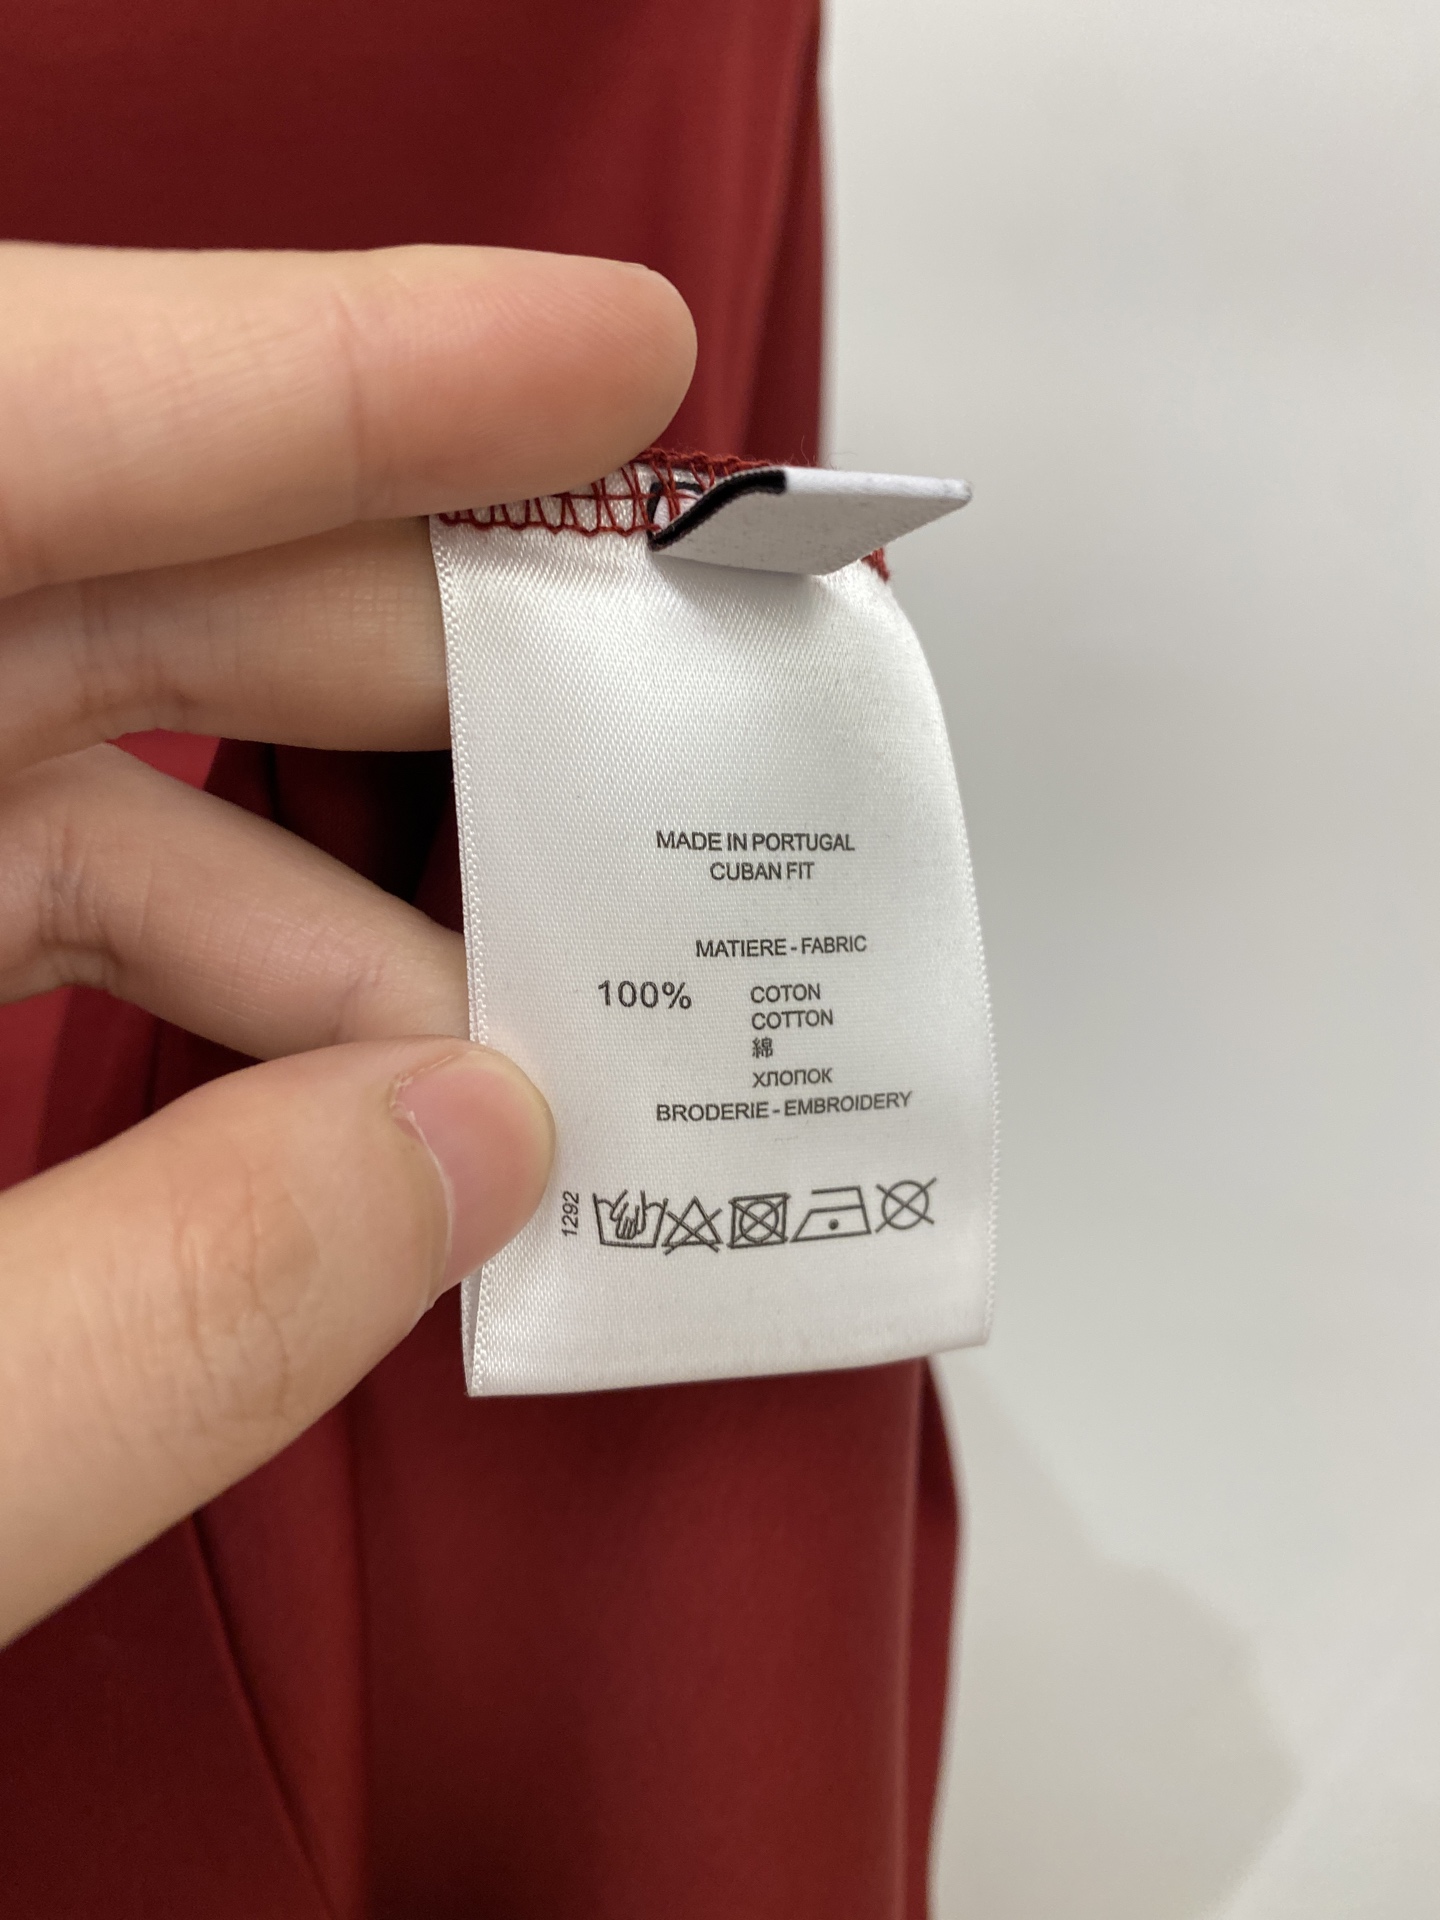 MADE IN PORTUGAL
CUBAN FIT
MATIERE - FABRIC
100% COTON
COTTON
綿
ХЛОПОК
BRODERIE - EMBROIDERY
1292